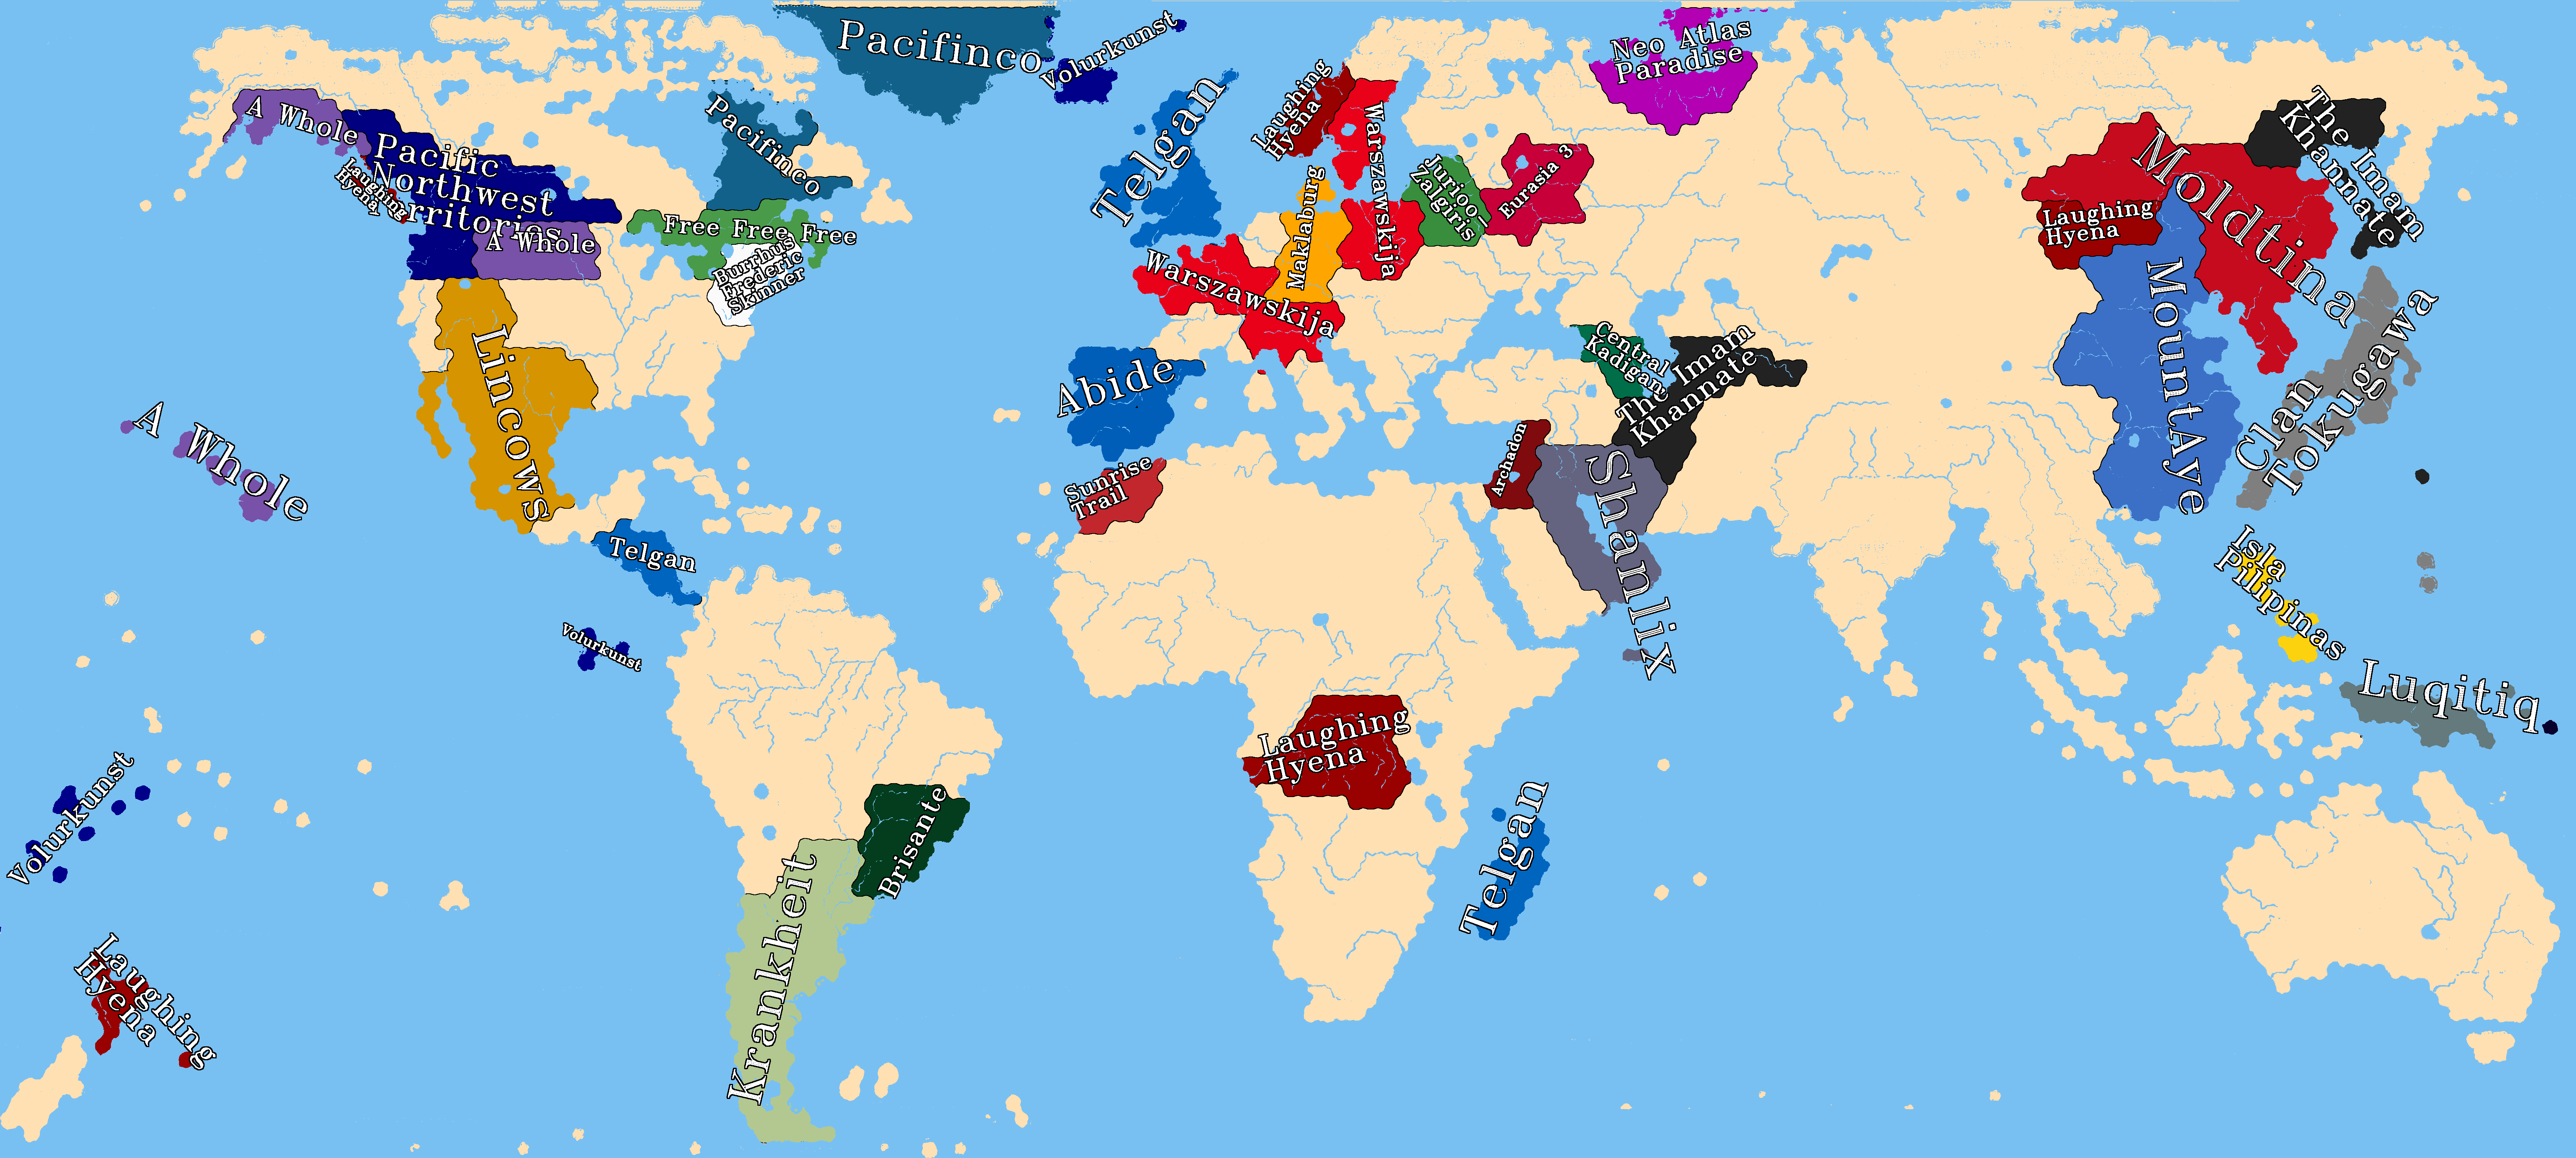 Pacifinco
Volurkunst
Neo Atlas
Paradise
A Whole
Pacific
Northwest
Territories
Laughing
Hyena
A Whole
Pacifinco
Free Free Free
Burrhus
Frederic
Skinner
Lincows
A Whole
Telgan
Volurkunst
Volurkunst
Laughing
Hyena
Krankheit
Brisante
Telgan
Laughing
Hyena
Warszawskija
Maklaburg
Warszawskija
Juriool
Zalgiris
Eurasia 3
Abide
Sunrise
Trail
Central
Kadigan
The Imam
Khannate
Archadon
Shamlix
Laughing
Hyena
Telgan
Moldtina
Laughing
Hyena
MountAye
The Imam
Khannate
Clan
Tokugawa
Isla
Pilipinas
Luqitiq